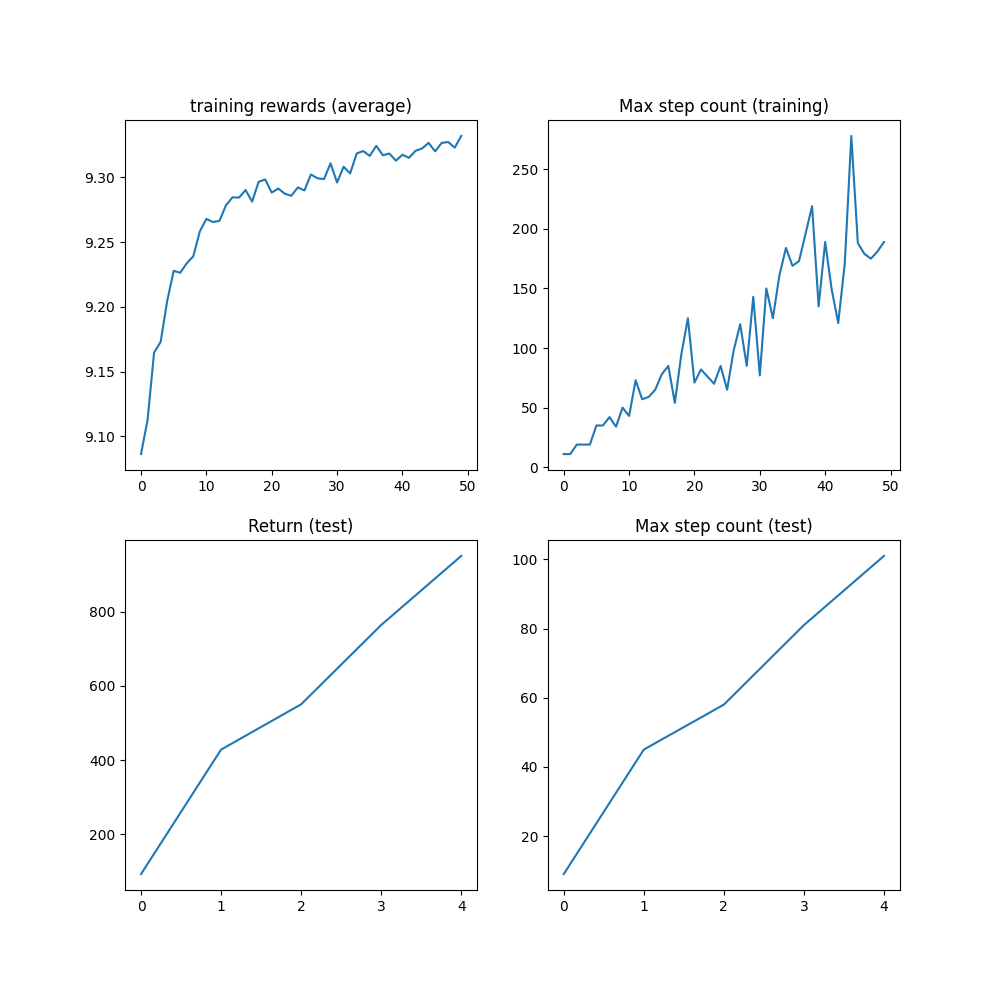 training rewards (average)
9.30
9.25
9.20
9.15
9.10
0 10 20 30 40 50
Max step count (training)
250
200
150
100
50
0
0 10 20 30 40 50
Return (test)
800
600
400
200
0 1 2 3 4
Max step count (test)
100
80
60
40
20
0 1 2 3 4